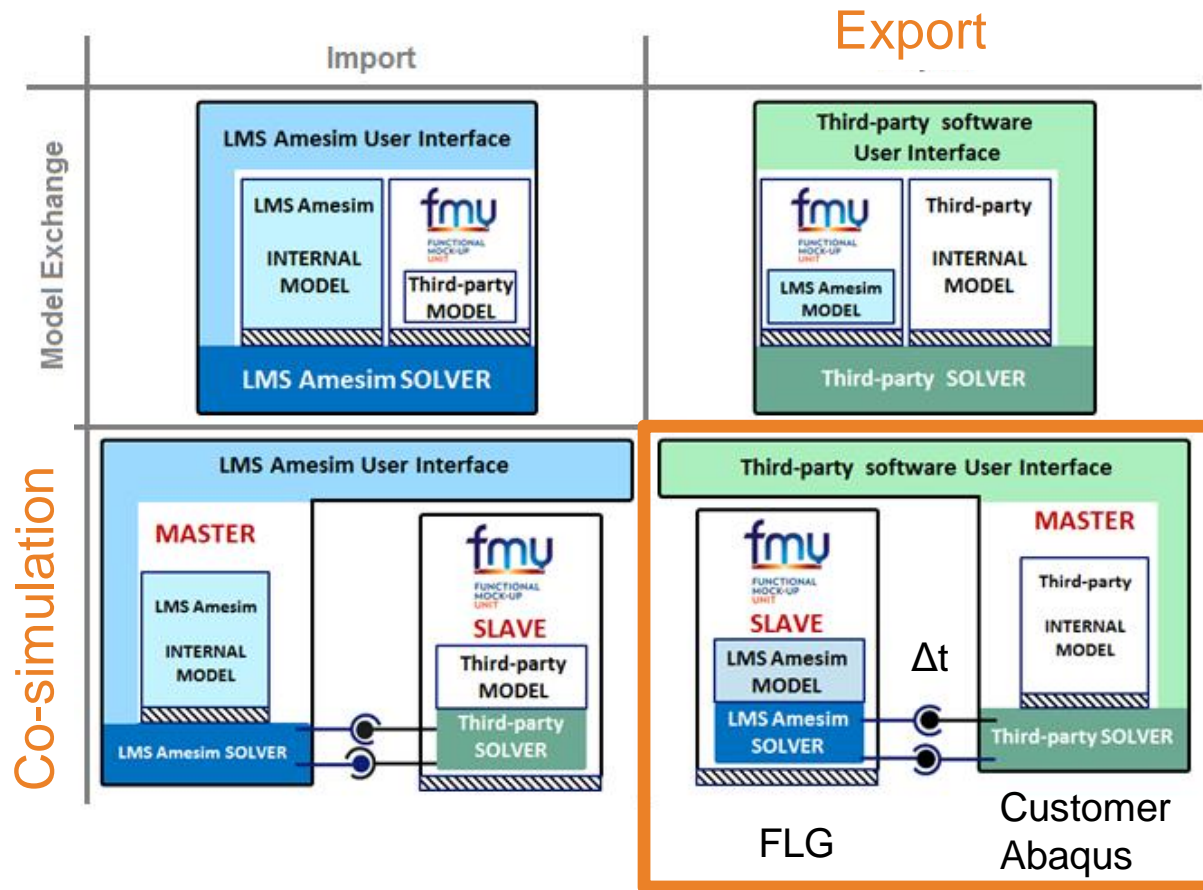 Import
Export
Model Exchange
LMS Amesim User Interface
LMS Amesim
INTERNAL
MODEL
fmu
FUNCTIONAL
MOCK-UP
UNIT
Third-party
MODEL
LMS Amesim SOLVER
Third-party software
User Interface
fmu
FUNCTIONAL
MOCK-UP
UNIT
LMS Amesim
MODEL
Third-party
INTERNAL
MODEL
Third-party SOLVER
Co-simulation
LMS Amesim User Interface
MASTER
LMS Amesim
INTERNAL
MODEL
LMS Amesim SOLVER
fmu
FUNCTIONAL
MOCK-UP
UNIT
SLAVE
Third-party
MODEL
Third-party
SOLVER
Third-party software User Interface
fmu
FUNCTIONAL
MOCK-UP
UNIT
SLAVE
LMS Amesim
MODEL
LMS Amesim
SOLVER
Δt
MASTER
Third-party
INTERNAL
MODEL
Third-party SOLVER
FLG
Customer
Abaqus